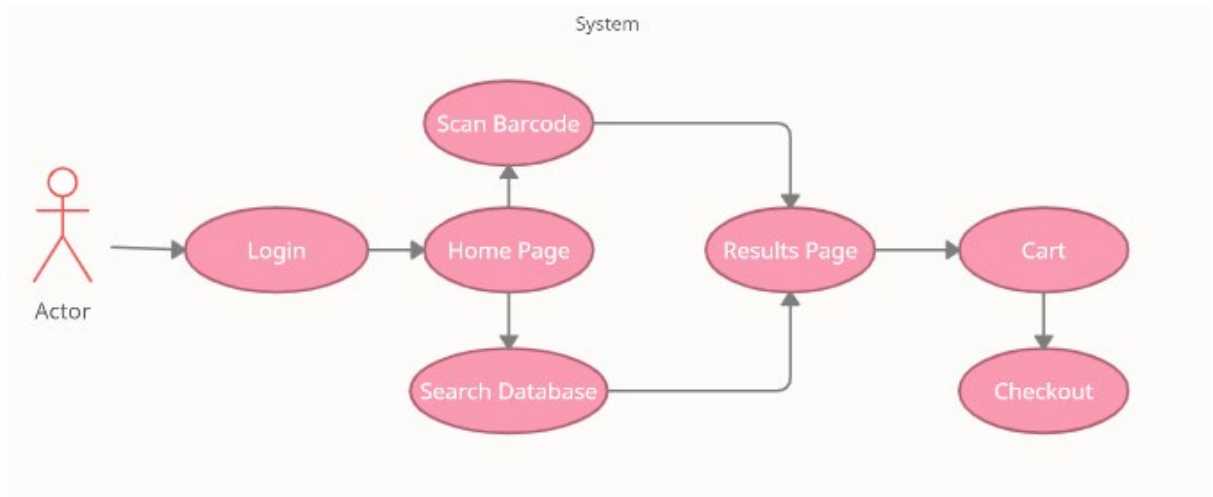 System
Scan Barcode
Login
Home Page
Results Page
Cart
Actor
Search Database
Checkout